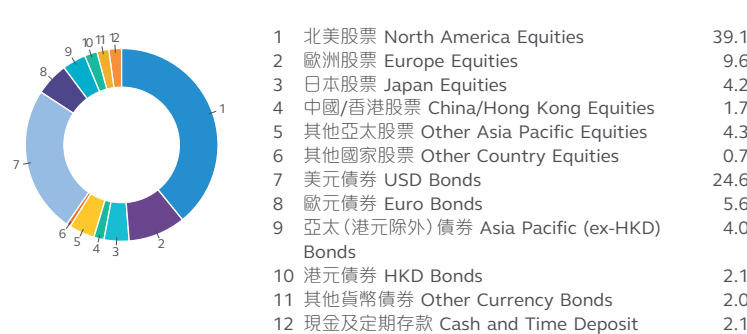 1 北美股票 North America Equities 39.1
2 歐洲股票 Europe Equities 9.6
3 日本股票 Japan Equities 4.2
4 中國/香港股票 China/Hong Kong Equities 1.7
5 其他亞太股票 Other Asia Pacific Equities 4.3
6 其他國家股票 Other Country Equities 0.7
7 美元債券 USD Bonds 24.6
8 歐元債券 Euro Bonds 5.6
9 亞太(港元除外)債券 Asia Pacific (ex-HKD) 4.0
Bonds
10 港元債券 HKD Bonds 2.1
11 其他貨幣債券 Other Currency Bonds 2.0
12 現金及定期存款 Cash and Time Deposit 2.1
1
2
3
4
5
6
7
8
9
10
11
12